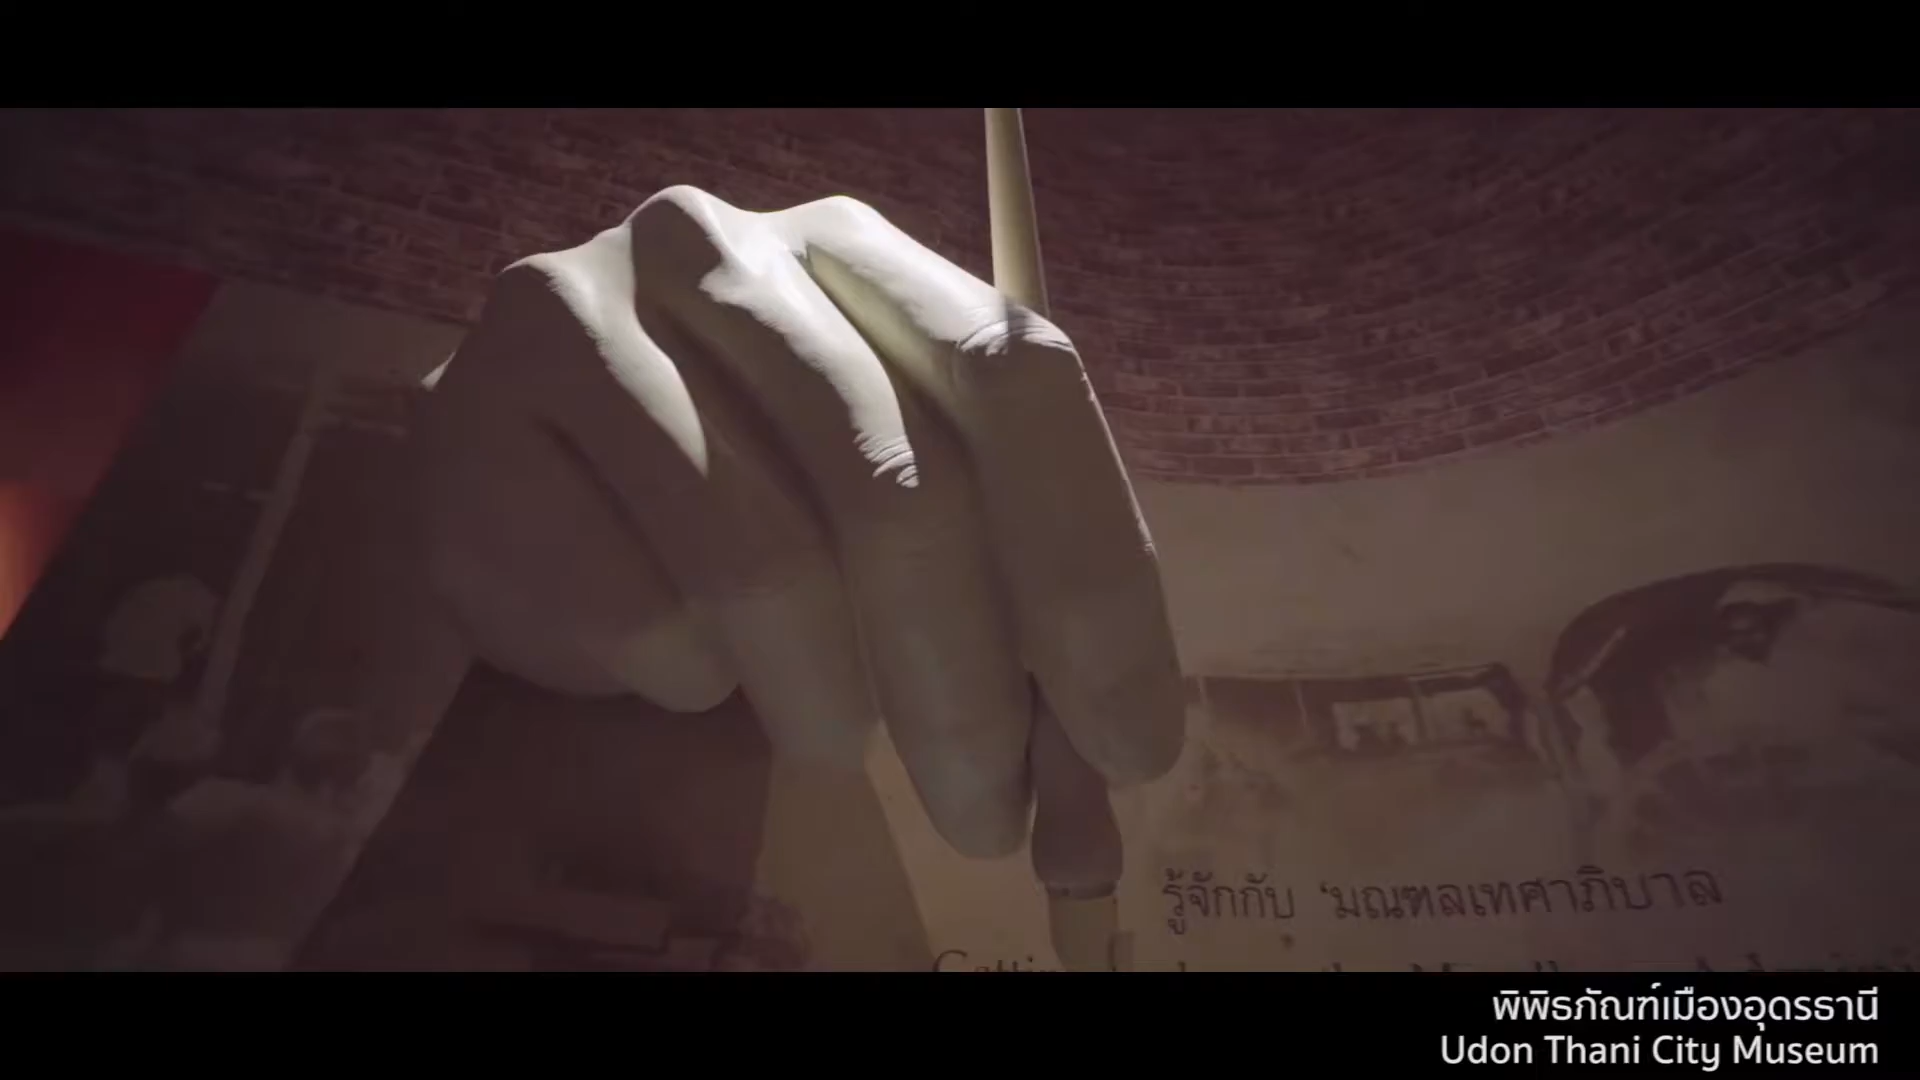 รู้จักกับ ‘มณฑลเทศาภิบาล
Getting
พิพิธภัณฑ์เมืองอุดรธานี
Udon Thani City Museum